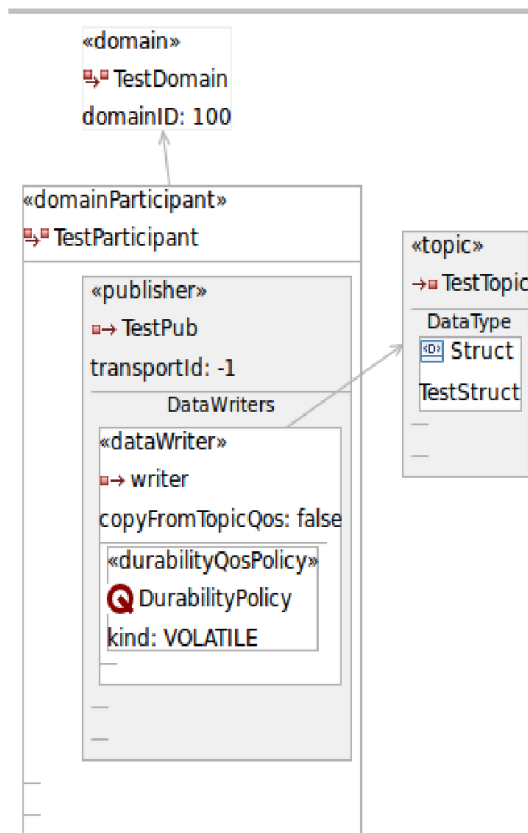 «domain»
TestDomain
domainID: 100
«domainParticipant»
TestParticipant
«publisher»
TestPub
transportId: -1
DataWriters
«dataWriter»
writer
copyFromTopicQos: false
«durabilityQosPolicy»
Q DurabilityPolicy
kind: VOLATILE
«topic»
TestTopic
DataType
«D» Struct
TestStruct